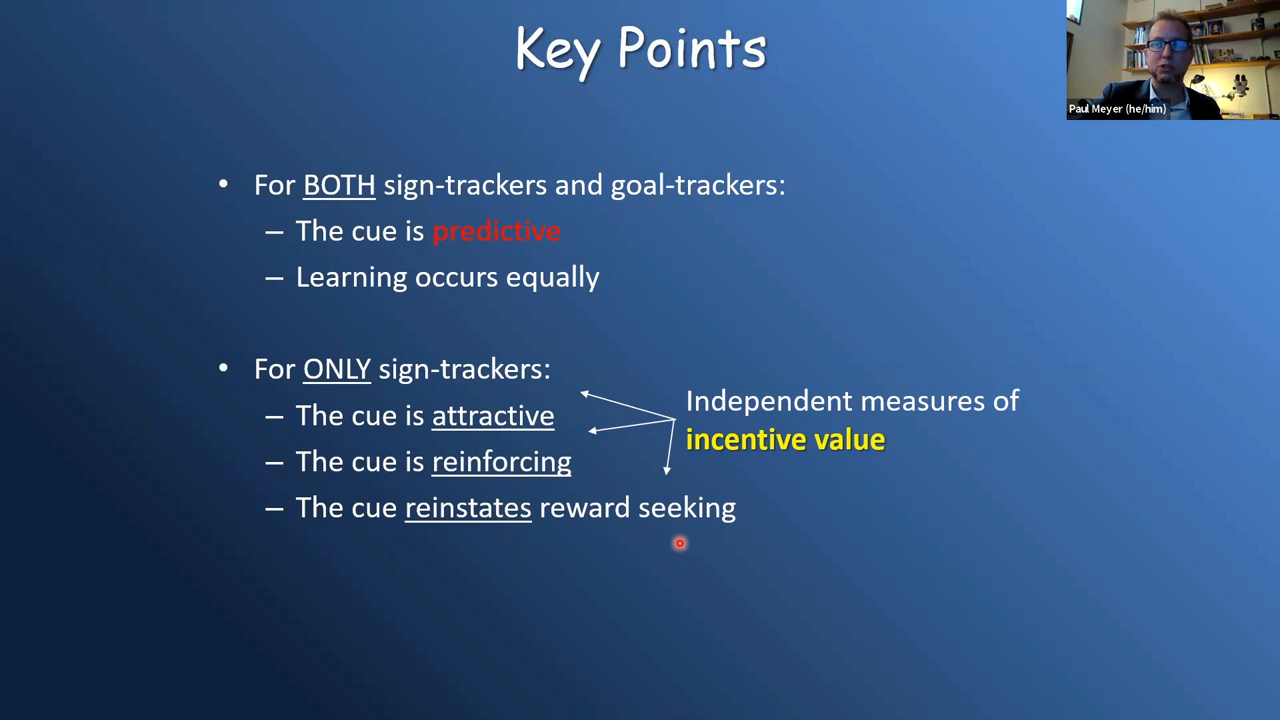 Key Points
Paul Meyer (he/him)
• For BOTH sign-trackers and goal-trackers:
– The cue is predictive
– Learning occurs equally
• For ONLY sign-trackers:
– The cue is attractive
– The cue is reinforcing
– The cue reinstates reward seeking
Independent measures of
incentive value